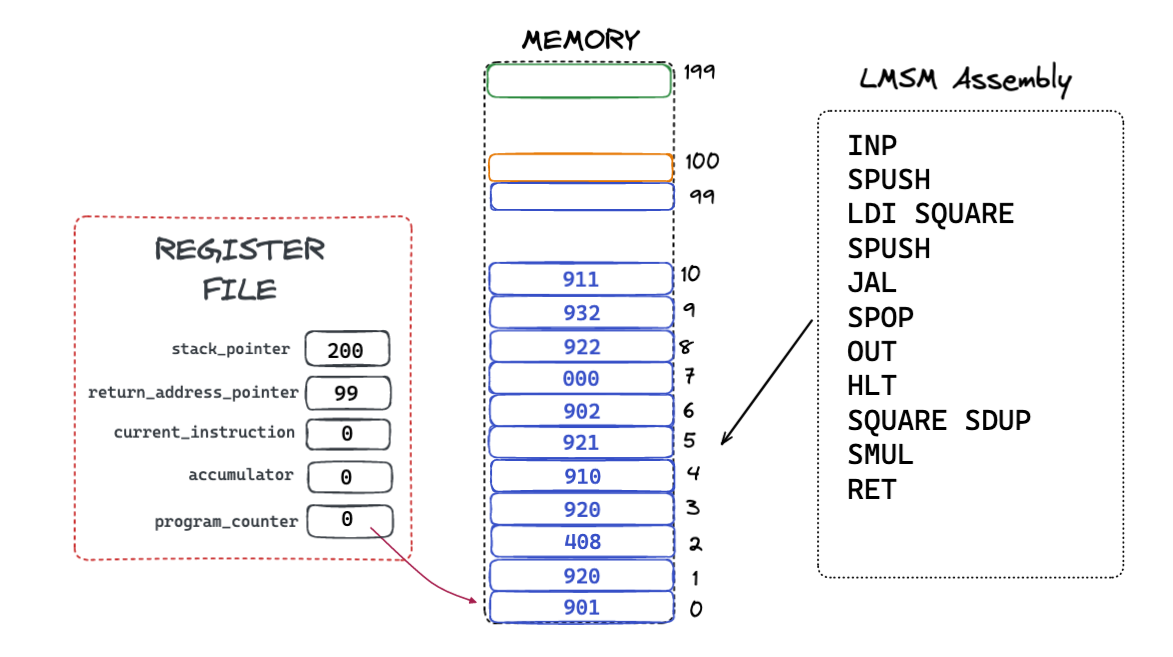 MEMORY
199
100
99
911 10
932 9
922 8
000 7
902 6
921 5
910 4
920 3
408 2
920 1
901 0
REGISTER
FILE
stack_pointer 200
return_address_pointer 99
current_instruction 0
accumulator 0
program_counter 0
LMSM Assembly
INP
SPUSH
LDI SQUARE
SPUSH
JAL
SPOP
OUT
HLT
SQUARE SDUP
SMUL
RET